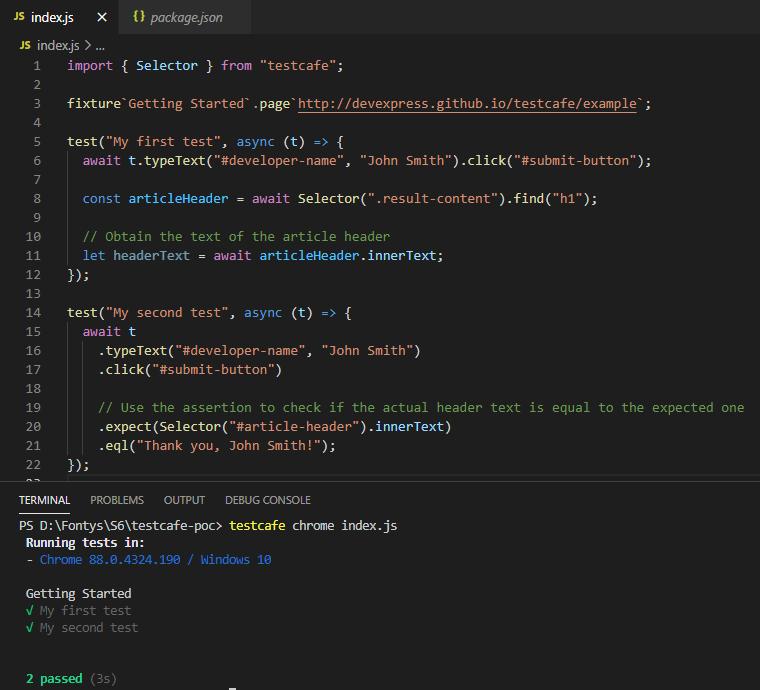 JS index.js × {} package.json
JS index.js > ...
1 import { Selector } from "testcafe";
2
3 fixture`Getting Started`.page`http://devexpress.github.io/testcafe/example`;
4
5 test("My first test", async (t) => {
6 await t.typeText("#developer-name", "John Smith").click("#submit-button");
7
8 const articleHeader = await Selector(".result-content").find("h1");
9
10 // Obtain the text of the article header
11 let headerText = await articleHeader.innerText;
12 });
13
14 test("My second test", async (t) => {
15 await t
16 .typeText("#developer-name", "John Smith")
17 .click("#submit-button")
18
19 // Use the assertion to check if the actual header text is equal to the expected one
20 .expect(Selector("#article-header").innerText)
21 .eql("Thank you, John Smith!");
22 });
23
TERMINAL PROBLEMS OUTPUT DEBUG CONSOLE
PS D:\Fontys\S6\testcafe-poc> testcafe chrome index.js
Running tests in:
- Chrome 88.0.4324.190 / Windows 10
Getting Started
√ My first test
√ My second test
2 passed (3s)